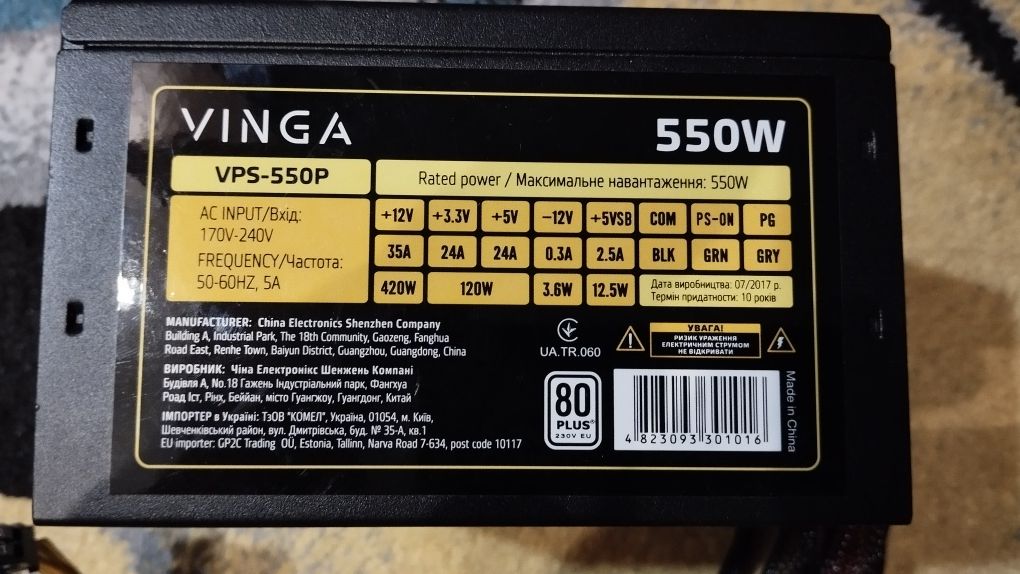 VINGA
550W
VPS-550P
Rated power / Максимальне навантаження: 550W
AC INPUT/Вхід:
170V-240V
FREQUENCY/Частота:
50-60HZ, 5A
+12V +3.3V +5V -12V +5VSB COM PS-ON PG
35A 24A 24A 0.3A 2.5A BLK GRN GRY
420W 120W 3.6W 12.5W
Дата виробництва: 07/2017 р.
Термін придатності: 10 років
MANUFACTURER: China Electronics Shenzhen Company
Building A, Industrial Park, The 18th Community, Gaozeng, Fanghua
Road East, Renhe Town, Baiyun District, Guangzhou, Guangdong, China
ВИРОБНИК: Чіна Електронікс Шенжень Компані
Будівля А, No.18 Гажень Індустріальний парк, Фангхуа
Роад Іст, Рінх, Беййан, місто Гуангжоу, Гуангдонг, Китай
ІМПОРТЕР в Україні: ТзОВ "КОМЕЛ", Україна, 01054, м. Київ,
Шевченківський район, вул. Дмитрівська, буд. № 35-А, кв.1
EU importer: GP2C Trading OÜ, Estonia, Tallinn, Narva Road 7-634, post code 10117
UA.TR.060
УВАГА!
РИЗИК УРАЖЕННЯ
ЕЛЕКТРИЧНИМ СТРУМОМ
НЕ ВІДКРИВАТИ
80
PLUS®
230V EU
4 823093 301016
Made in China